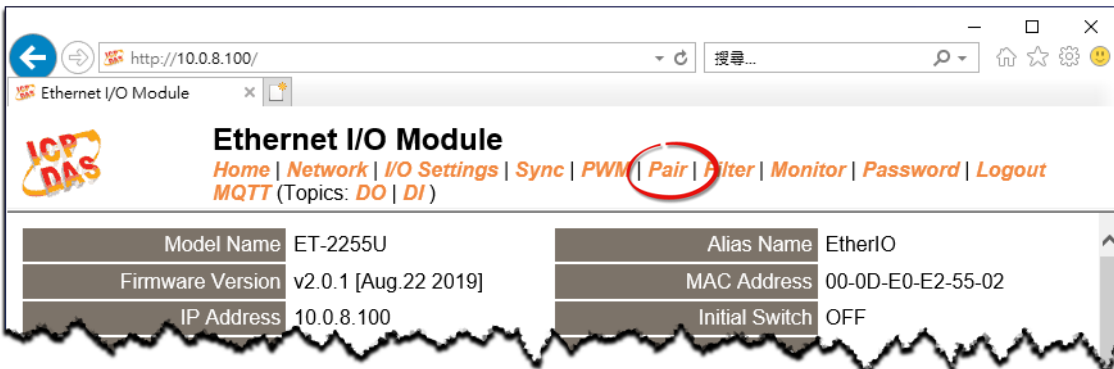 http://10.0.8.100/
搜尋...
Ethernet I/O Module
ICP DAS
Ethernet I/O Module
Home | Network | I/O Settings | Sync | PWM | Pair | Filter | Monitor | Password | Logout
MQTT (Topics: DO | DI )
Model Name ET-2255U Alias Name EtherIO
Firmware Version v2.0.1 [Aug.22 2019] MAC Address 00-0D-E0-E2-55-02
IP Address 10.0.8.100 Initial Switch OFF